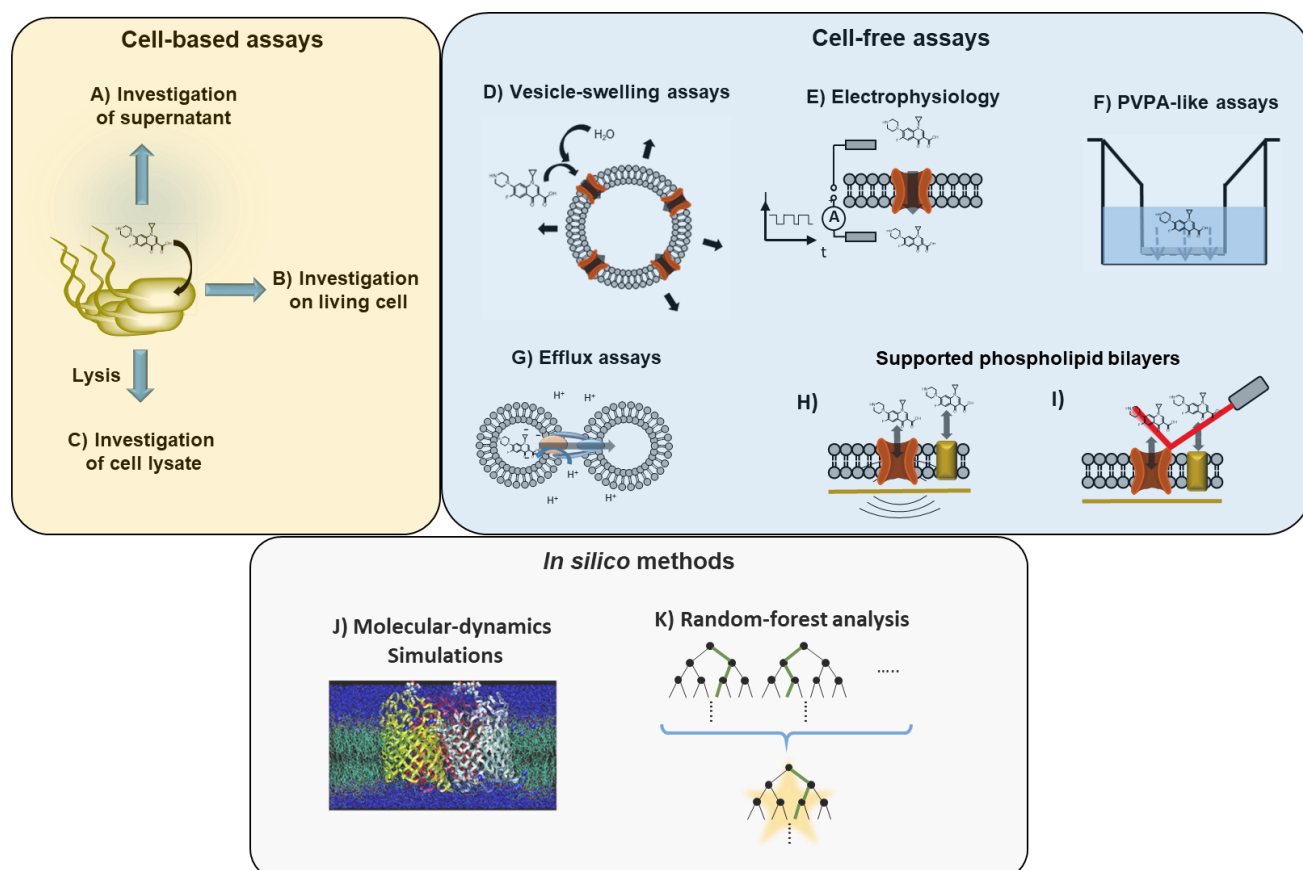 Cell-based assays
A) Investigation
of supernatant
B) Investigation
on living cell
Lysis
C) Investigation
of cell lysate
Cell-free assays
D) Vesicle-swelling assays
H₂O
E) Electrophysiology
A
I
t
F) PVPA-like assays
G) Efflux assays
H⁺
H⁺
H⁺
H⁺
H⁺
H⁺
Supported phospholipid bilayers
H)
I)
In silico methods
J) Molecular-dynamics
Simulations
K) Random-forest analysis
.....